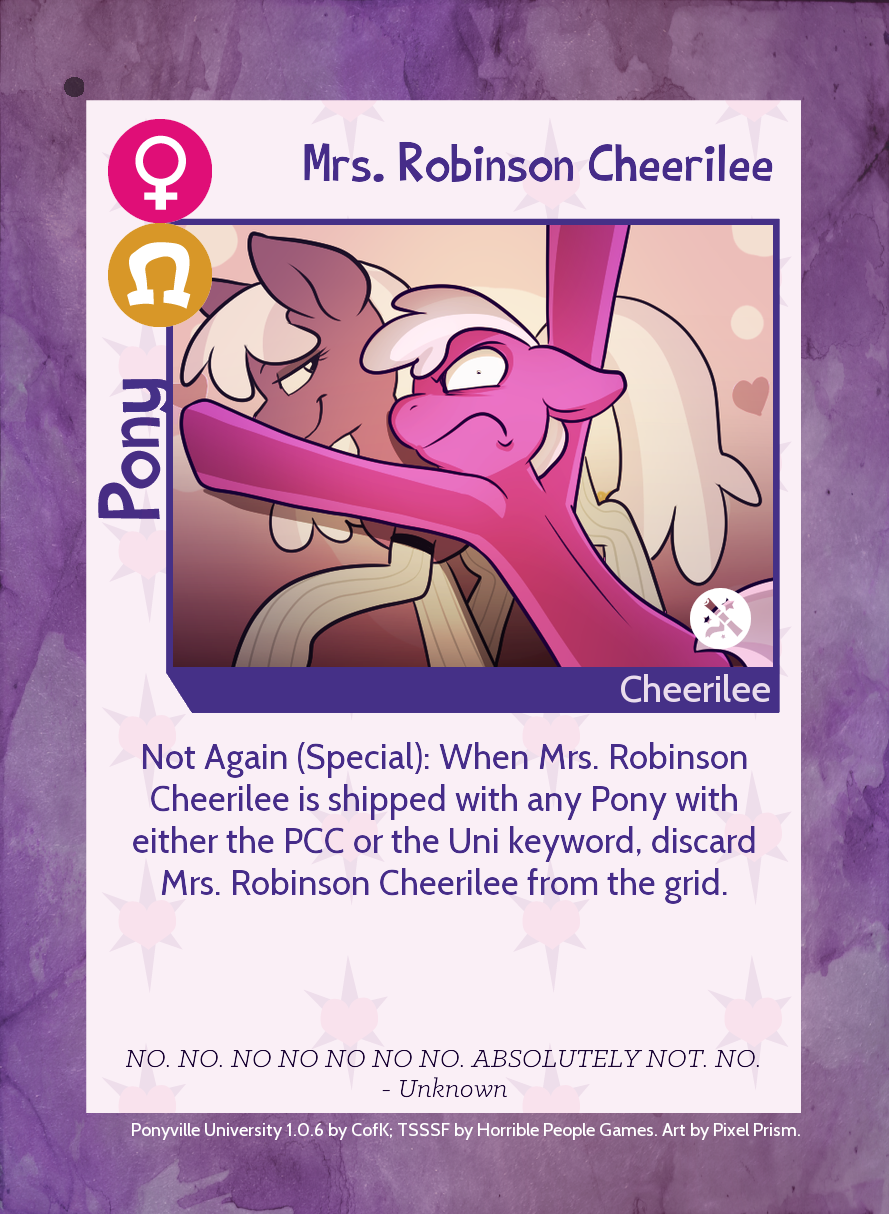 Mrs. Robinson Cheerilee
Pony
Cheerilee
Not Again (Special): When Mrs. Robinson
Cheerilee is shipped with any Pony with
either the PCC or the Uni keyword, discard
Mrs. Robinson Cheerilee from the grid.
NO. NO. NO NO NO NO NO. ABSOLUTELY NOT. NO.
- Unknown
Ponyville University 1.0.6 by CofK; TSSSF by Horrible People Games. Art by Pixel Prism.